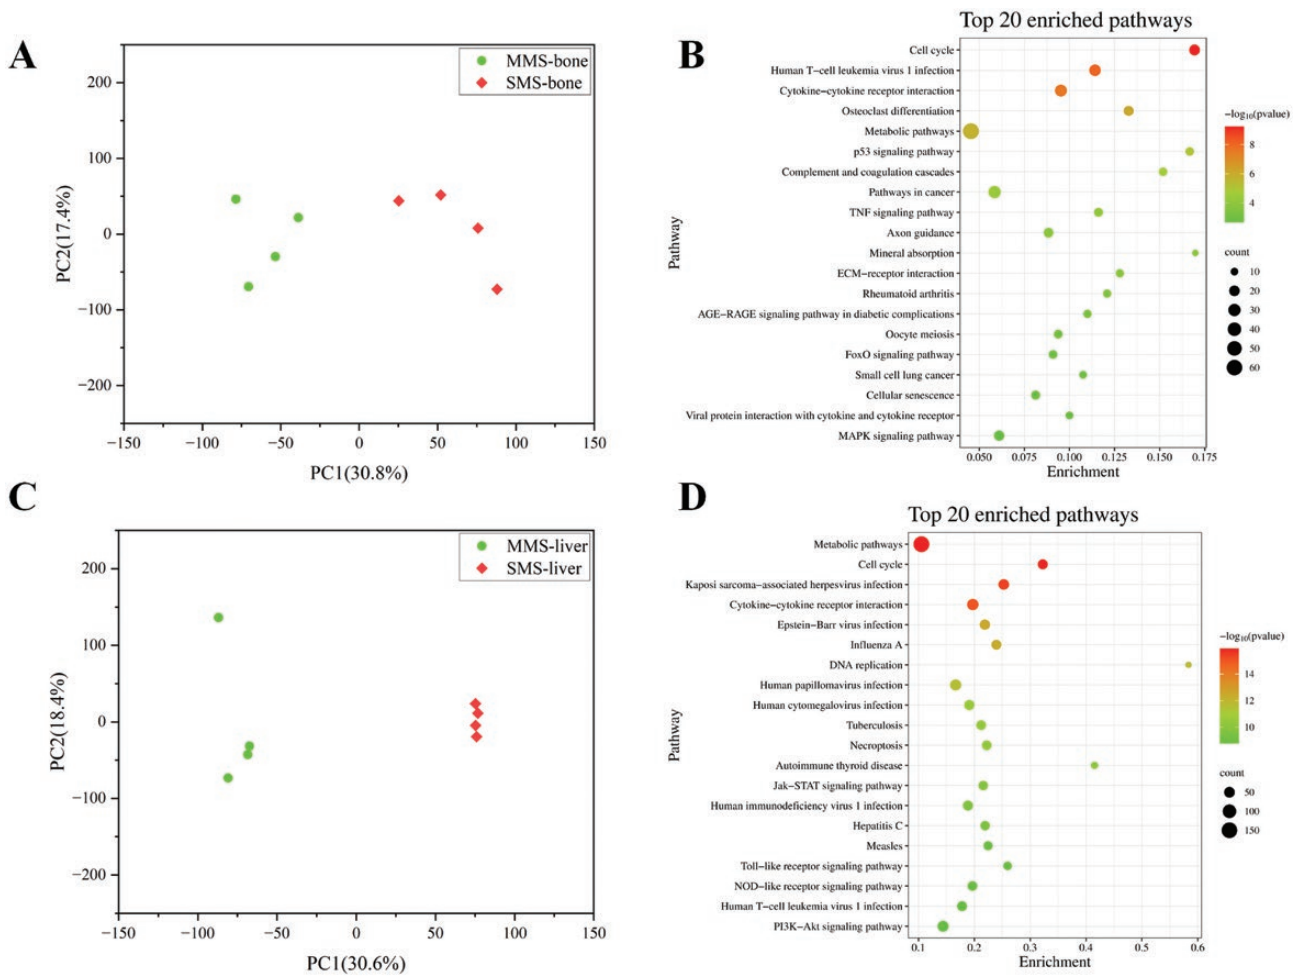 A
MMS-bone
SMS-bone
200
100
0
−100
−200
PC2(17.4%)
−150
−100
−50
0
50
100
150
PC1(30.8%)
B
Top 20 enriched pathways
Cell cycle
Human T−cell leukemia virus 1 infection
Cytokine−cytokine receptor interaction
Osteoclast differentiation
Metabolic pathways
p53 signaling pathway
Complement and coagulation cascades
Pathways in cancer
TNF signaling pathway
Axon guidance
Mineral absorption
ECM−receptor interaction
Rheumatoid arthritis
AGE−RAGE signaling pathway in diabetic complications
Oocyte meiosis
FoxO signaling pathway
Small cell lung cancer
Cellular senescence
Viral protein interaction with cytokine and cytokine receptor
MAPK signaling pathway
Pathway
0.050
0.075
0.100
0.125
0.150
0.175
Enrichment
−log10(pvalue)
8
6
4
count
10
20
30
40
50
60
C
MMS-liver
SMS-liver
200
100
0
−100
−200
PC2(18.4%)
−150
−100
−50
0
50
100
150
PC1(30.6%)
D
Top 20 enriched pathways
Metabolic pathways
Cell cycle
Kaposi sarcoma−associated herpesvirus infection
Cytokine−cytokine receptor interaction
Epstein−Barr virus infection
Influenza A
DNA replication
Human papillomavirus infection
Human cytomegalovirus infection
Tuberculosis
Necroptosis
Autoimmune thyroid disease
Jak−STAT signaling pathway
Human immunodeficiency virus 1 infection
Hepatitis C
Measles
Toll−like receptor signaling pathway
NOD−like receptor signaling pathway
Human T−cell leukemia virus 1 infection
PI3K−Akt signaling pathway
Pathway
0.1
0.2
0.3
0.4
0.5
0.6
Enrichment
−log10(pvalue)
14
12
10
count
50
100
150